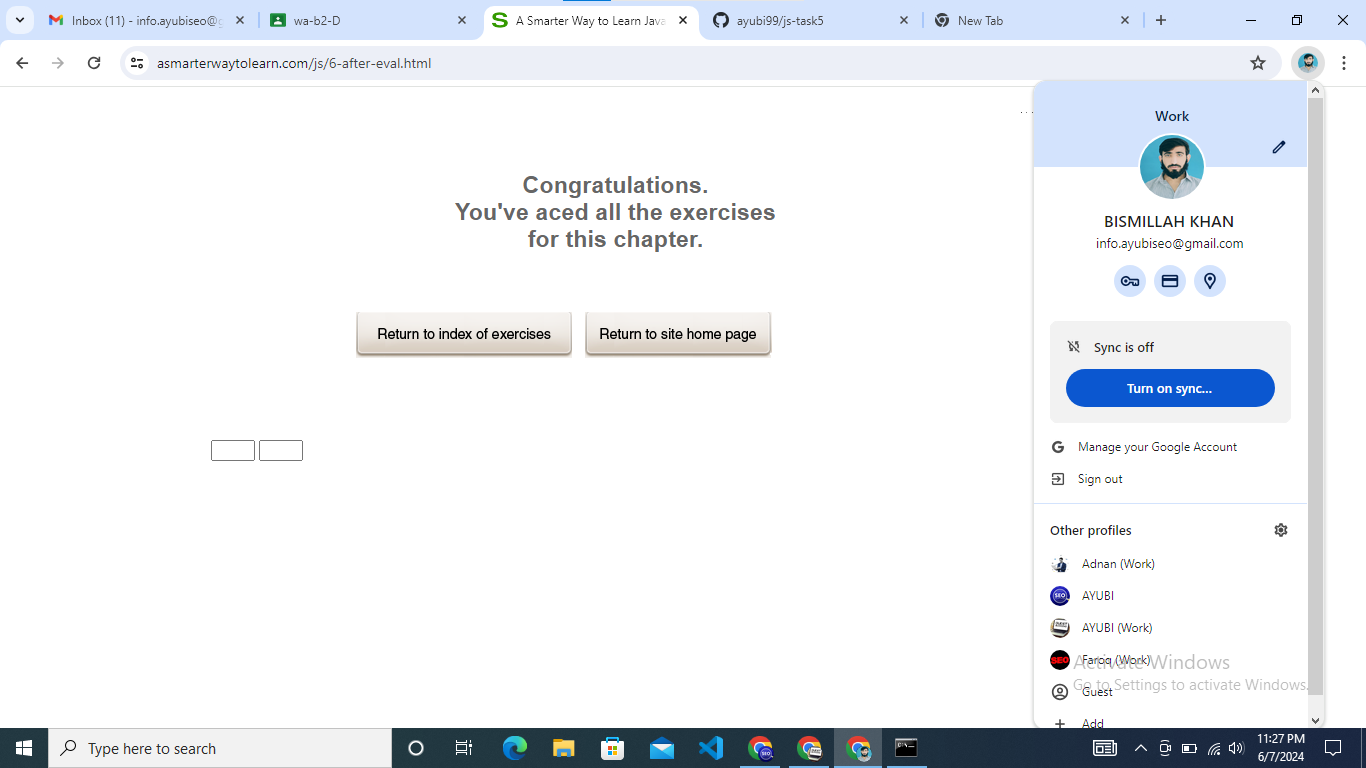 Inbox (11) - info.ayubiseo@g
wa-b2-D
A Smarter Way to Learn Java
ayubi99/js-task5
New Tab
asmarterwaytolearn.com/js/6-after-eval.html
Work
BISMILLAH KHAN
info.ayubiseo@gmail.com
Congratulations.
You've aced all the exercises
for this chapter.
Return to index of exercises
Return to site home page
Sync is off
Turn on sync...
Manage your Google Account
Sign out
Other profiles
Adnan (Work)
AYUBI
AYUBI (Work)
Faroq (Work)
Guest
Add
Activate Windows
Go to Settings to activate Windows.
Type here to search
11:27 PM
6/7/2024